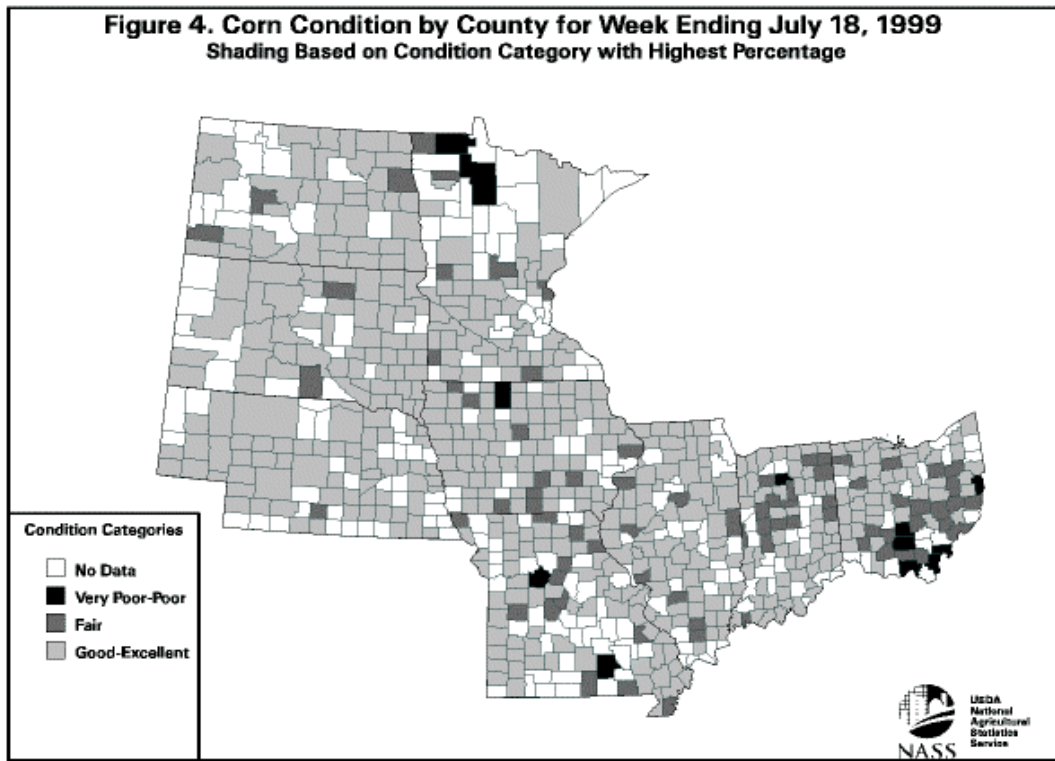 Figure 4. Corn Condition by County for Week Ending July 18, 1999
Shading Based on Condition Category with Highest Percentage
Condition Categories
No Data
Very Poor-Poor
Fair
Good-Excellent
USDA
National
Agricultural
Statistics
Service
NASS